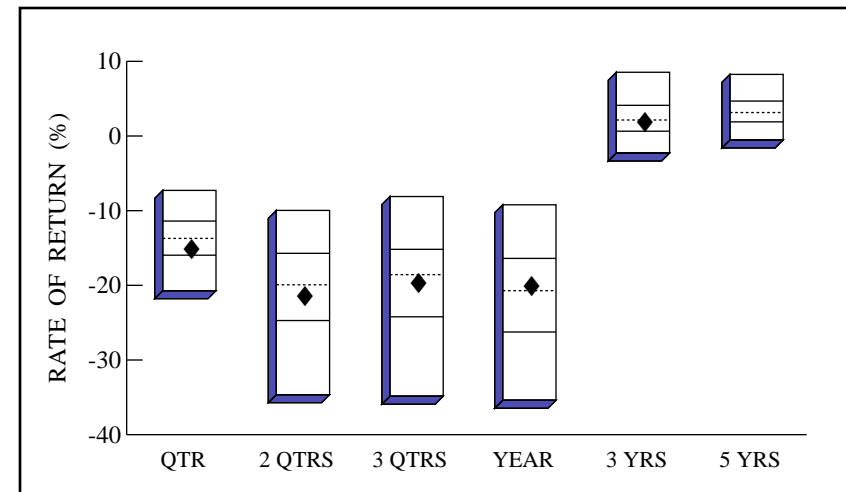 RATE OF RETURN (%)
10
0
-10
-20
-30
-40
QTR
2 QTRS
3 QTRS
YEAR
3 YRS
5 YRS